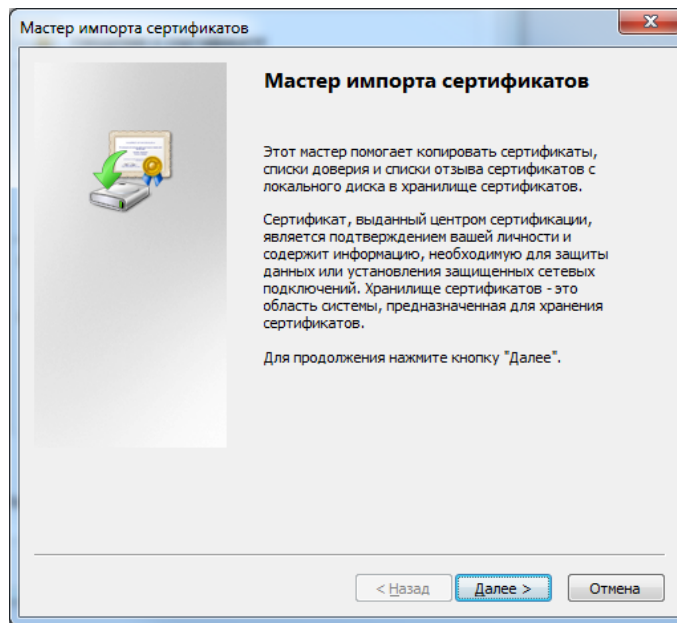 Мастер импорта сертификатов
Мастер импорта сертификатов
Этот мастер помогает копировать сертификаты,
списки доверия и списки отзыва сертификатов с
локального диска в хранилище сертификатов.
Сертификат, выданный центром сертификации,
является подтверждением вашей личности и
содержит информацию, необходимую для защиты
данных или установления защищенных сетевых
подключений. Хранилище сертификатов - это
область системы, предназначенная для хранения
сертификатов.
Для продолжения нажмите кнопку "Далее".
< Назад Далее > Отмена